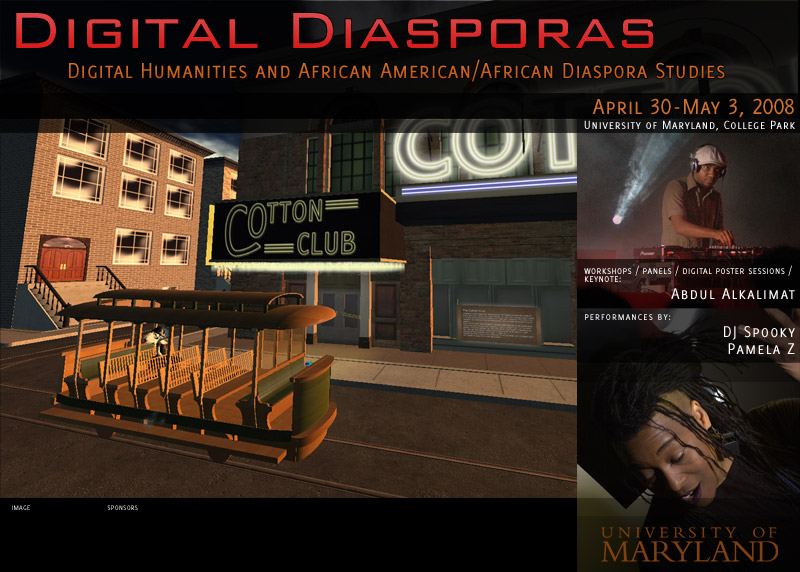 Digital Diasporas
Digital Humanities and African American/African Diaspora Studies
April 30-May 3, 2008
University of Maryland, College Park
COT
COTTON
CLUB
WORKSHOPS / PANELS / DIGITAL POSTER SESSIONS /
KEYNOTE:
Abdul Alkalimat
PERFORMANCES BY:
DJ Spooky
Pamela Z
IMAGE
SPONSORS
UNIVERSITY OF
MARYLAND